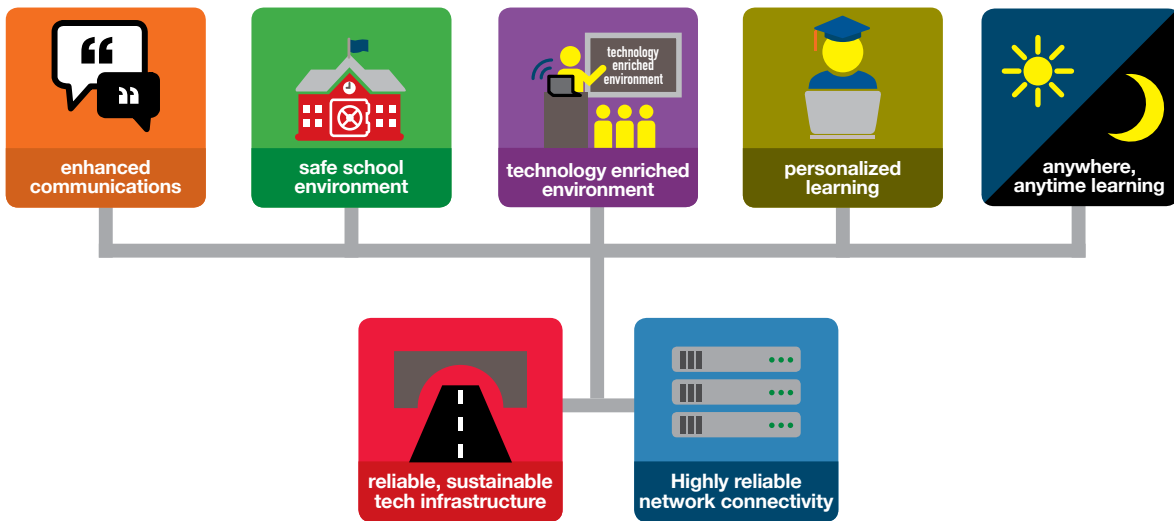 technology
enriched
environment
enhanced
communications
safe school
environment
technology enriched
environment
personalized
learning
anywhere,
anytime learning
reliable, sustainable
tech infrastructure
Highly reliable
network connectivity